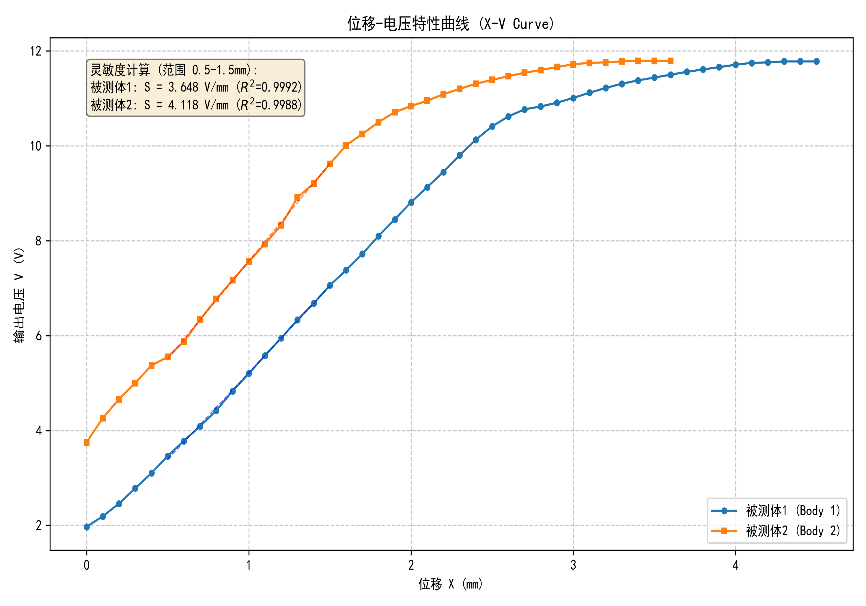 位移-电压特性曲线 (X-V Curve)
灵敏度计算 (范围 0.5-1.5mm):
被测体1: S = 3.648 V/mm (R²=0.9992)
被测体2: S = 4.118 V/mm (R²=0.9988)
输出电压 V (V)
12
10
8
6
4
2
0
1
2
3
4
位移 X (mm)
被测体1 (Body 1)
被测体2 (Body 2)